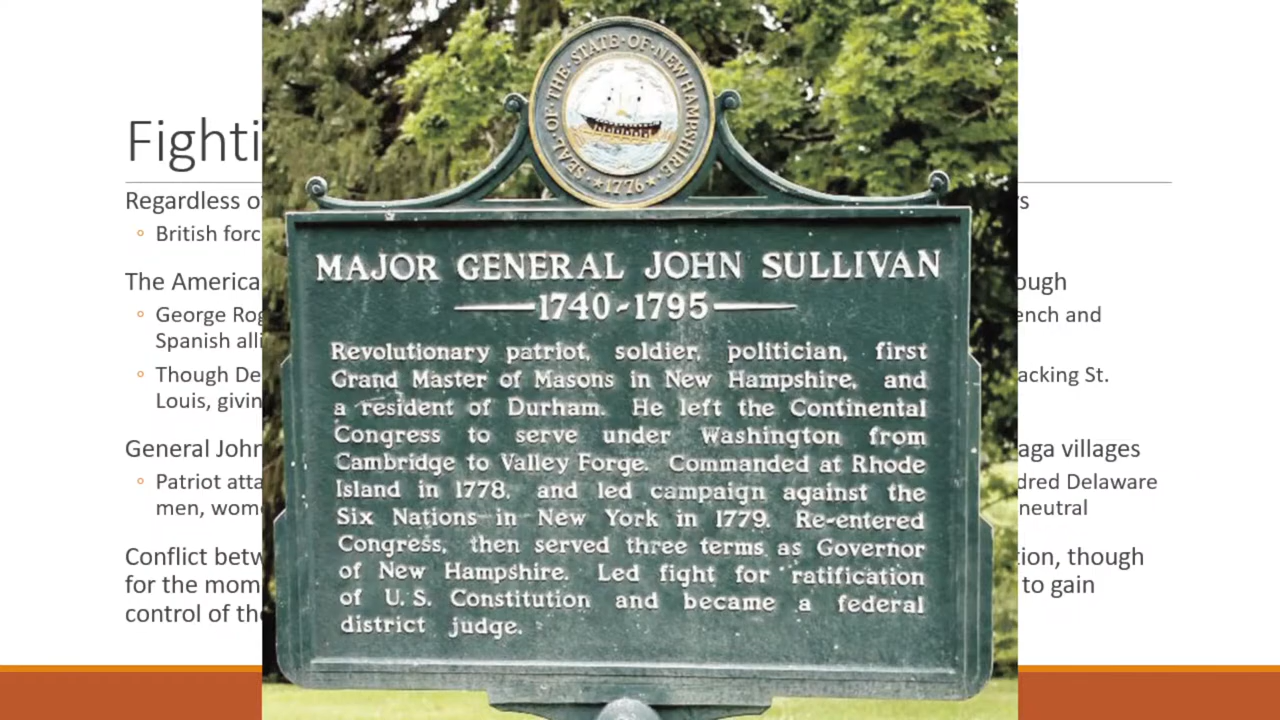 Fighti
Regardless of
rs
British forc
The America
ough
George Rog
ench and
Spanish alli
Though De
acking St.
Louis, givin
General John
aga villages
Patriot atta
dred Delaware
men, wom
neutral
Conflict betw
tion, though
for the mom
to gain
control of the
SEAL·OF·THE·STATE·OF·NEW HAMPSHIRE·
★1776★
MAJOR GENERAL JOHN SULLIVAN
1740-1795
Revolutionary patriot, soldier, politician, first
Grand Master of Masons in New Hampshire, and
a resident of Durham. He left the Continental
Congress to serve under Washington from
Cambridge to Valley Forge. Commanded at Rhode
Island in 1778, and led campaign against the
Six Nations in New York in 1779. Re-entered
Congress, then served three terms as Governor
of New Hampshire. Led fight for ratification
of U.S. Constitution and became a federal
district judge.